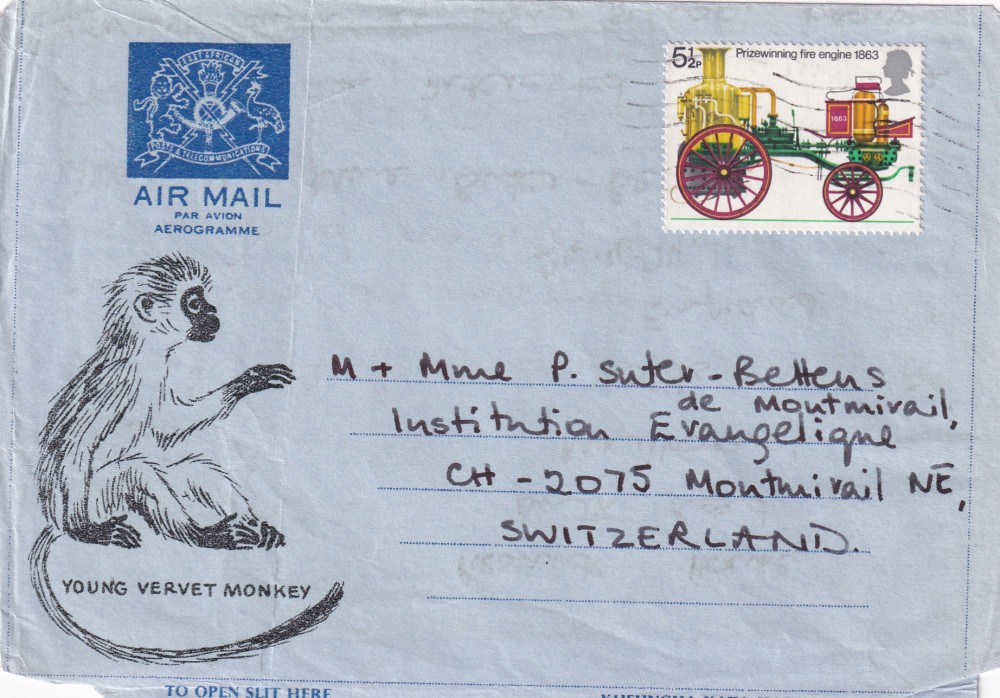 EAST AFRICAN
POSTS & TELECOMMUNICATIONS
AIR MAIL
PAR AVION
AEROGRAMME
5½P
Prizewinning fire engine 1863
1863
M + Mme P. Suter-Bettens
de Montmirail,
Institution Evangelique
CH - 2075 Montmirail NE,
SWITZERLAND.
YOUNG VERVET MONKEY
TO OPEN SLIT HERE